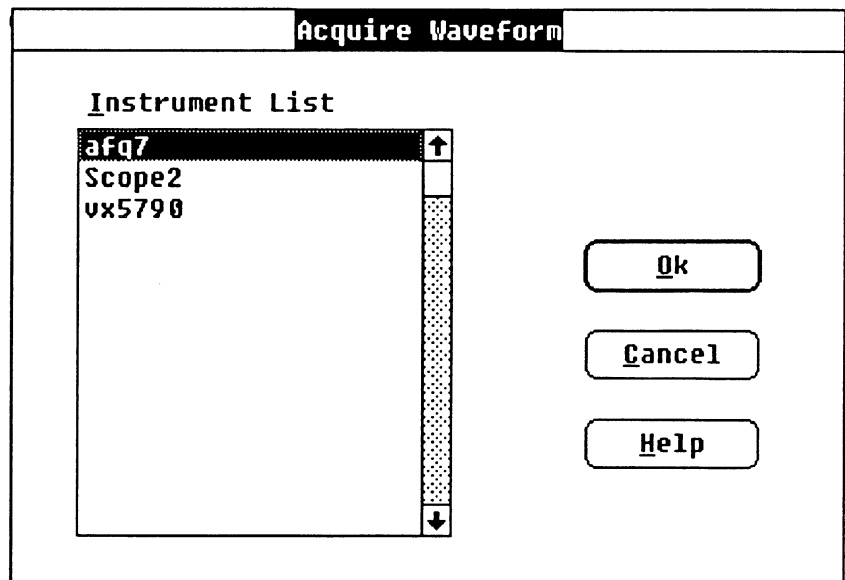 Acquire Waveform
Instrument List
afq7
Scope2
vx5790
Ok
Cancel
Help